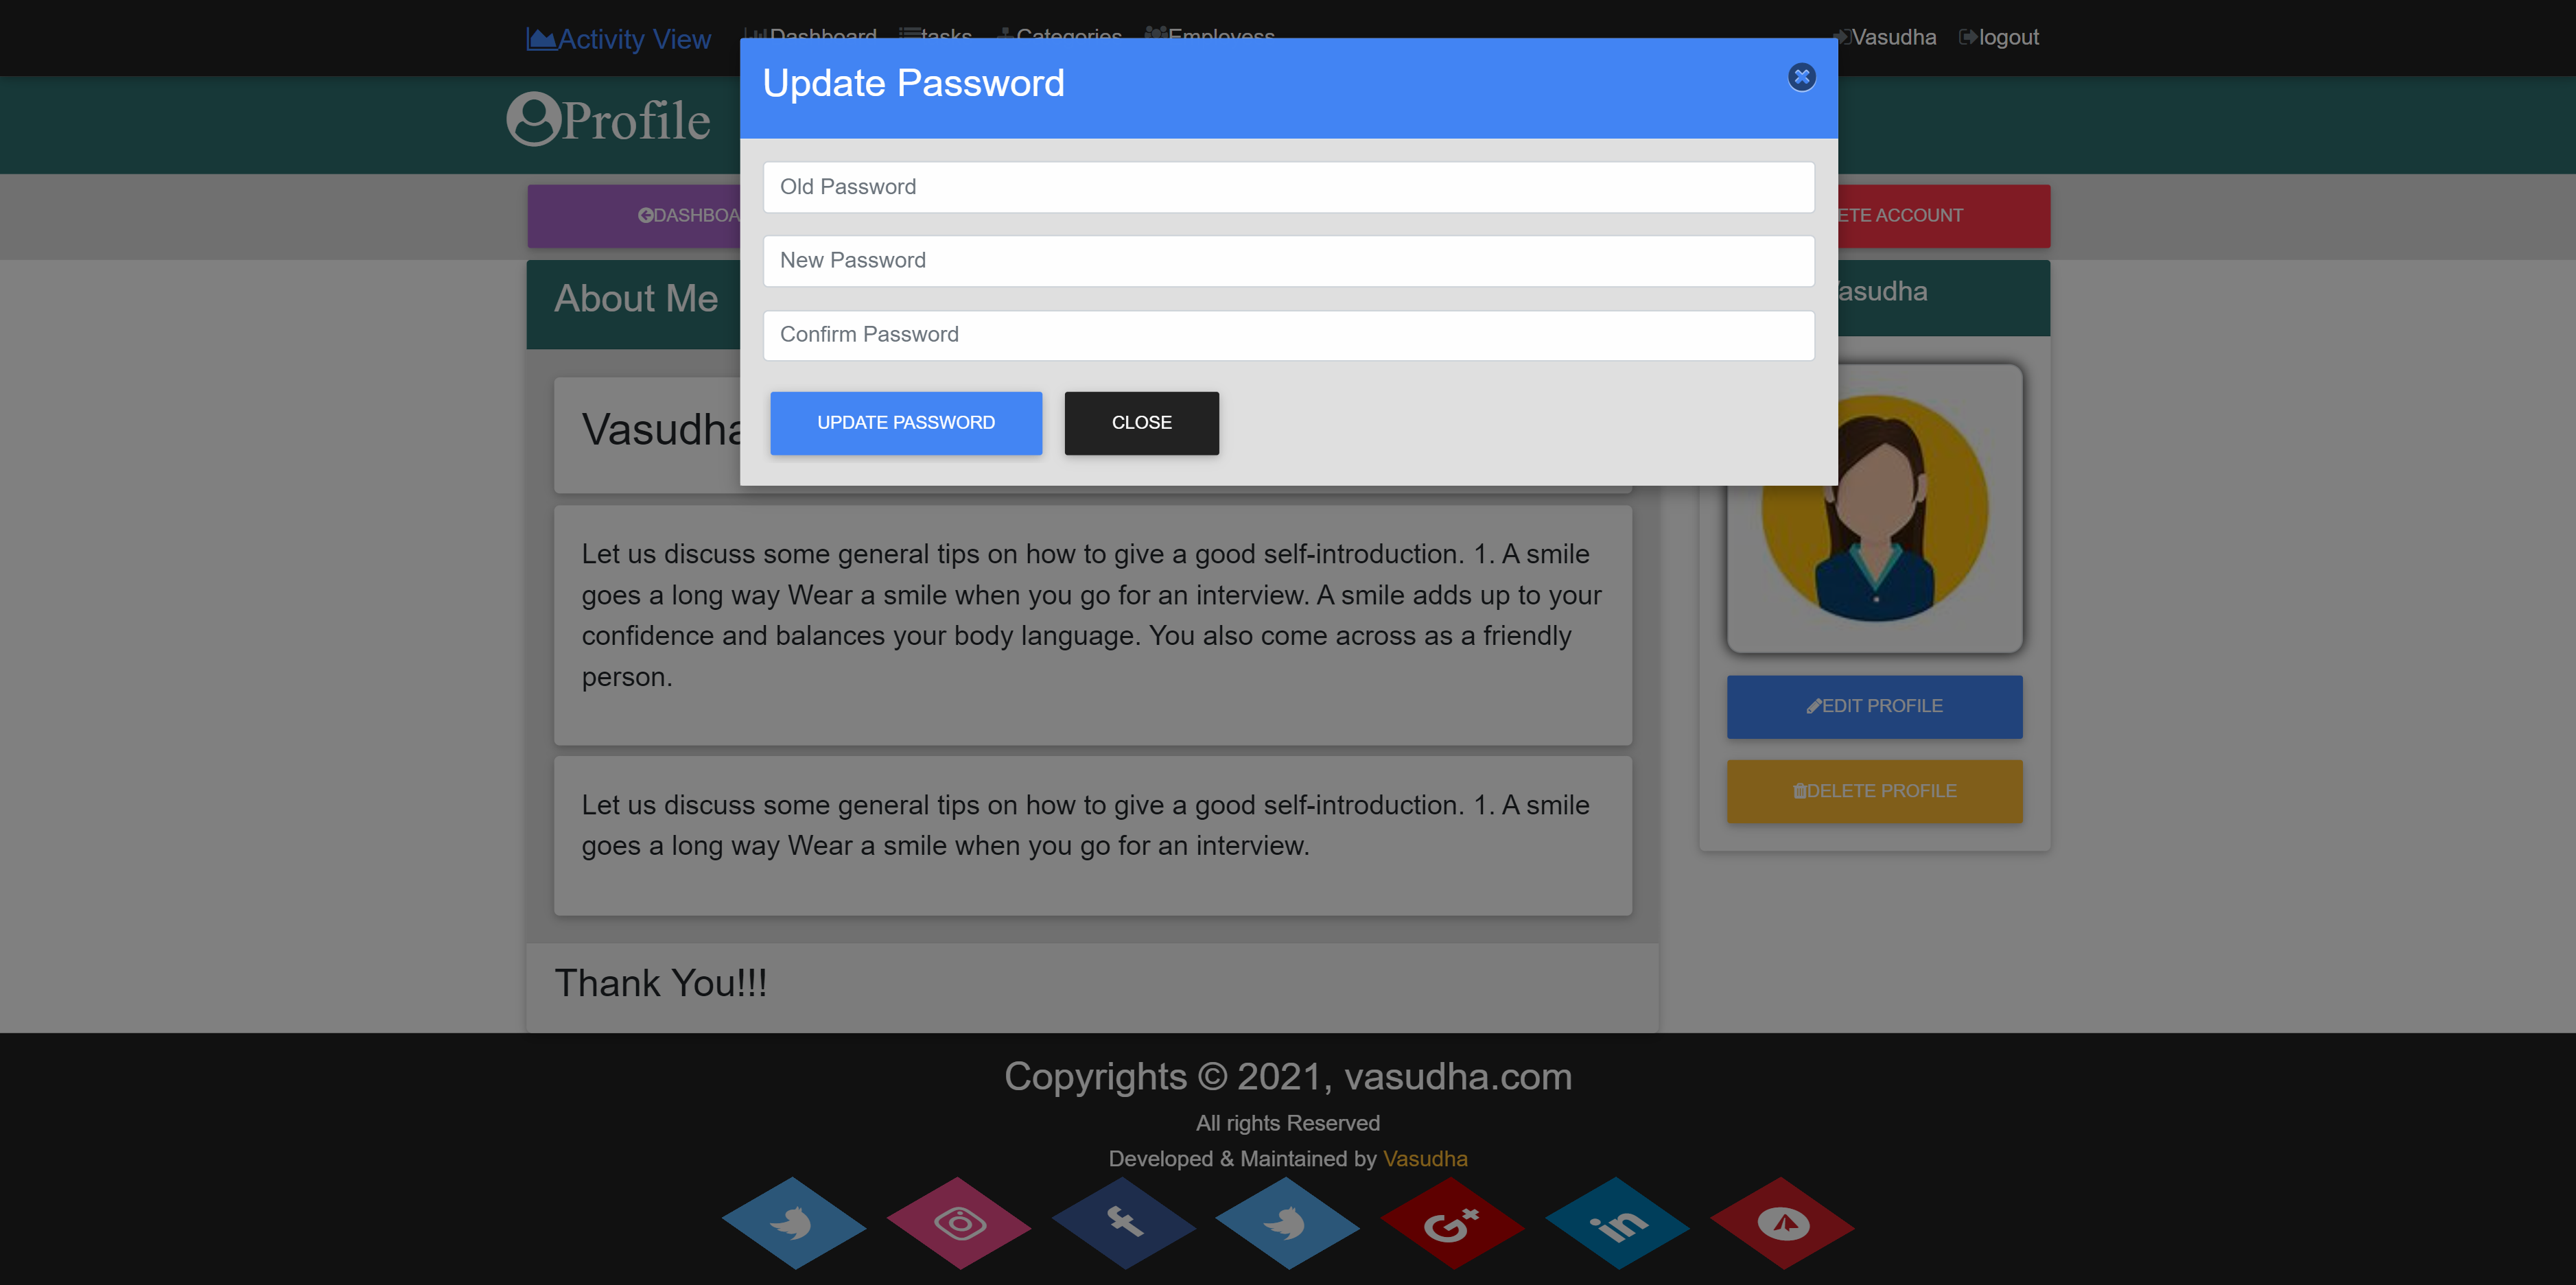 Activity View Dashboard tasks Categories Employess Vasudha logout
Update Password
Profile
Old Password
New Password
Confirm Password
UPDATE PASSWORD CLOSE
ACCOUNT
About Me
Vasudha
Let us discuss some general tips on how to give a good self-introduction. 1. A smile
goes a long way Wear a smile when you go for an interview. A smile adds up to your
confidence and balances your body language. You also come across as a friendly
person.
Let us discuss some general tips on how to give a good self-introduction. 1. A smile
goes a long way Wear a smile when you go for an interview.
Thank You!!!
EDIT PROFILE
DELETE PROFILE
Copyrights © 2021, vasudha.com
All rights Reserved
Developed & Maintained by Vasudha